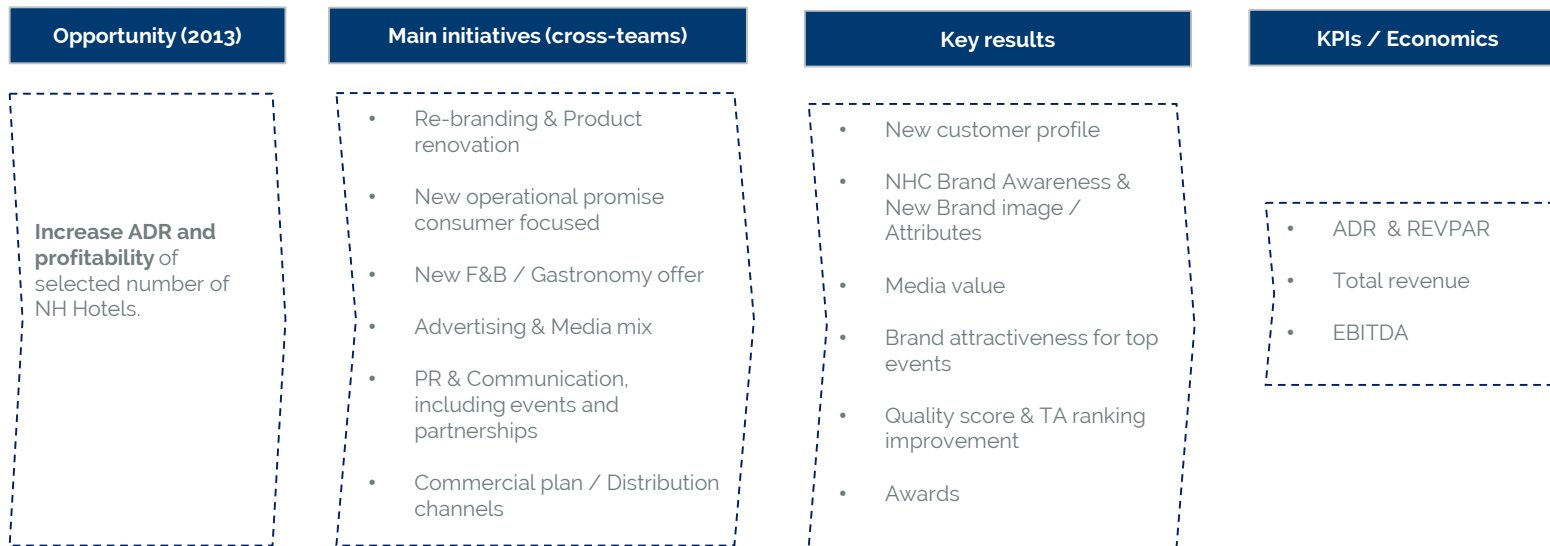 Opportunity (2013)
Increase ADR and
profitability of
selected number of
NH Hotels.
Main initiatives (cross-teams)
• Re-branding & Product
renovation
• New operational promise
consumer focused
• New F&B / Gastronomy offer
• Advertising & Media mix
• PR & Communication,
including events and
partnerships
• Commercial plan / Distribution
channels
Key results
• New customer profile
• NHC Brand Awareness &
New Brand image /
Attributes
• Media value
• Brand attractiveness for top
events
• Quality score & TA ranking
improvement
• Awards
KPIs / Economics
• ADR & REVPAR
• Total revenue
• EBITDA